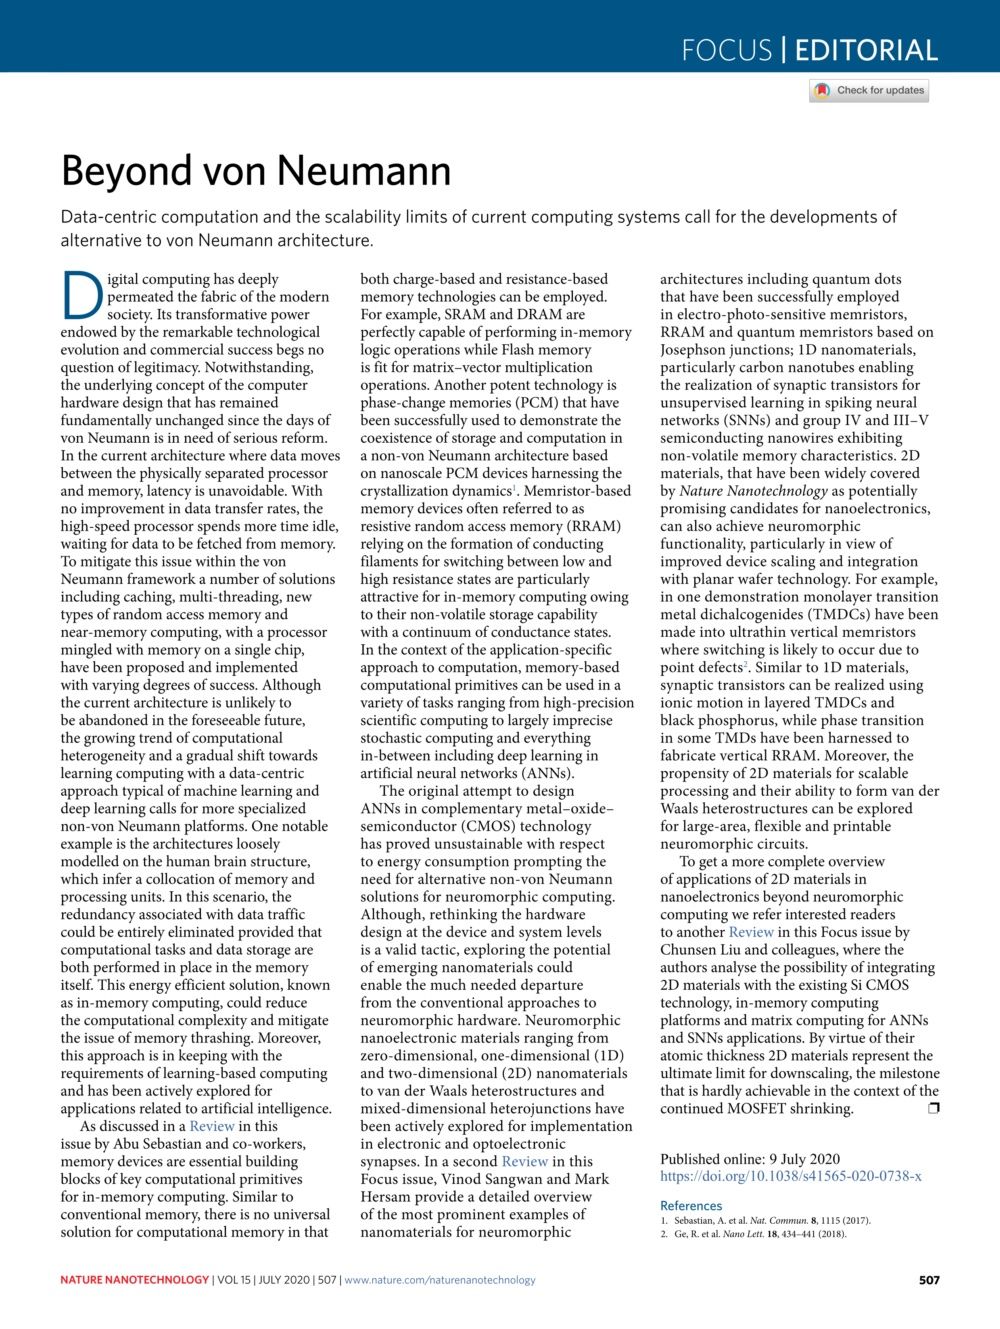 FOCUS | EDITORIAL
Check for updates
Beyond von Neumann
Data-centric computation and the scalability limits of current computing systems call for the developments of
alternative to von Neumann architecture.
Digital computing has deeply
permeated the fabric of the modern
society. Its transformative power
endowed by the remarkable technological
evolution and commercial success begs no
question of legitimacy. Notwithstanding,
the underlying concept of the computer
hardware design that has remained
fundamentally unchanged since the days of
von Neumann is in need of serious reform.
In the current architecture where data moves
between the physically separated processor
and memory, latency is unavoidable. With
no improvement in data transfer rates, the
high-speed processor spends more time idle,
waiting for data to be fetched from memory.
To mitigate this issue within the von
Neumann framework a number of solutions
including caching, multi-threading, new
types of random access memory and
near-memory computing, with a processor
mingled with memory on a single chip,
have been proposed and implemented
with varying degrees of success. Although
the current architecture is unlikely to
be abandoned in the foreseeable future,
the growing trend of computational
heterogeneity and a gradual shift towards
learning computing with a data-centric
approach typical of machine learning and
deep learning calls for more specialized
non-von Neumann platforms. One notable
example is the architectures loosely
modelled on the human brain structure,
which infer a collocation of memory and
processing units. In this scenario, the
redundancy associated with data traffic
could be entirely eliminated provided that
computational tasks and data storage are
both performed in place in the memory
itself. This energy efficient solution, known
as in-memory computing, could reduce
the computational complexity and mitigate
the issue of memory thrashing. Moreover,
this approach is in keeping with the
requirements of learning-based computing
and has been actively explored for
applications related to artificial intelligence.
As discussed in a Review in this
issue by Abu Sebastian and co-workers,
memory devices are essential building
blocks of key computational primitives
for in-memory computing. Similar to
conventional memory, there is no universal
solution for computational memory in that
both charge-based and resistance-based
memory technologies can be employed.
For example, SRAM and DRAM are
perfectly capable of performing in-memory
logic operations while Flash memory
is fit for matrix–vector multiplication
operations. Another potent technology is
phase-change memories (PCM) that have
been successfully used to demonstrate the
coexistence of storage and computation in
a non-von Neumann architecture based
on nanoscale PCM devices harnessing the
crystallization dynamics1. Memristor-based
memory devices often referred to as
resistive random access memory (RRAM)
relying on the formation of conducting
filaments for switching between low and
high resistance states are particularly
attractive for in-memory computing owing
to their non-volatile storage capability
with a continuum of conductance states.
In the context of the application-specific
approach to computation, memory-based
computational primitives can be used in a
variety of tasks ranging from high-precision
scientific computing to largely imprecise
stochastic computing and everything
in-between including deep learning in
artificial neural networks (ANNs).
The original attempt to design
ANNs in complementary metal–oxide–
semiconductor (CMOS) technology
has proved unsustainable with respect
to energy consumption prompting the
need for alternative non-von Neumann
solutions for neuromorphic computing.
Although, rethinking the hardware
design at the device and system levels
is a valid tactic, exploring the potential
of emerging nanomaterials could
enable the much needed departure
from the conventional approaches to
neuromorphic hardware. Neuromorphic
nanoelectronic materials ranging from
zero-dimensional, one-dimensional (1D)
and two-dimensional (2D) nanomaterials
to van der Waals heterostructures and
mixed-dimensional heterojunctions have
been actively explored for implementation
in electronic and optoelectronic
synapses. In a second Review in this
Focus issue, Vinod Sangwan and Mark
Hersam provide a detailed overview
of the most prominent examples of
nanomaterials for neuromorphic
architectures including quantum dots
that have been successfully employed
in electro-photo-sensitive memristors,
RRAM and quantum memristors based on
Josephson junctions; 1D nanomaterials,
particularly carbon nanotubes enabling
the realization of synaptic transistors for
unsupervised learning in spiking neural
networks (SNNs) and group IV and III–V
semiconducting nanowires exhibiting
non-volatile memory characteristics. 2D
materials, that have been widely covered
by Nature Nanotechnology as potentially
promising candidates for nanoelectronics,
can also achieve neuromorphic
functionality, particularly in view of
improved device scaling and integration
with planar wafer technology. For example,
in one demonstration monolayer transition
metal dichalcogenides (TMDCs) have been
made into ultrathin vertical memristors
where switching is likely to occur due to
point defects2. Similar to 1D materials,
synaptic transistors can be realized using
ionic motion in layered TMDCs and
black phosphorus, while phase transition
in some TMDs have been harnessed to
fabricate vertical RRAM. Moreover, the
propensity of 2D materials for scalable
processing and their ability to form van der
Waals heterostructures can be explored
for large-area, flexible and printable
neuromorphic circuits.
To get a more complete overview
of applications of 2D materials in
nanoelectronics beyond neuromorphic
computing we refer interested readers
to another Review in this Focus issue by
Chunsen Liu and colleagues, where the
authors analyse the possibility of integrating
2D materials with the existing Si CMOS
technology, in-memory computing
platforms and matrix computing for ANNs
and SNNs applications. By virtue of their
atomic thickness 2D materials represent the
ultimate limit for downscaling, the milestone
that is hardly achievable in the context of the
continued MOSFET shrinking. ❐
Published online: 9 July 2020
https://doi.org/10.1038/s41565-020-0738-x
References
1. Sebastian, A. et al. Nat. Commun. 8, 1115 (2017).
2. Ge, R. et al. Nano Lett. 18, 434–441 (2018).
NATURE NANOTECHNOLOGY | VOL 15 | JULY 2020 | 507 | www.nature.com/naturenanotechnology
507